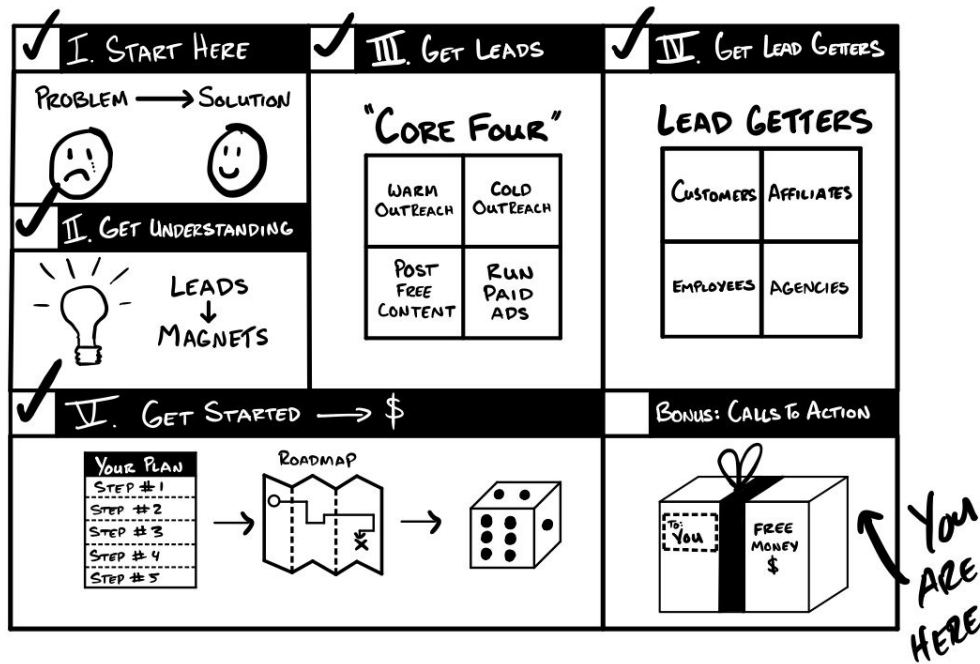 I. START HERE
PROBLEM → SOLUTION
II. GET UNDERSTANDING
LEADS
↓
MAGNETS
III. GET LEADS
"CORE FOUR"
WARM
OUTREACH
COLD
OUTREACH
POST
FREE
CONTENT
RUN
PAID
ADS
IV. GET LEAD GETTERS
LEAD GETTERS
CUSTOMERS
AFFILIATES
EMPLOYEES
AGENCIES
V. GET STARTED → $
YOUR PLAN
STEP #1
STEP #2
STEP #3
STEP #4
STEP #5
ROADMAP
X
BONUS: CALLS TO ACTION
TO:
YOU
FREE
MONEY
$
YOU
ARE
HERE